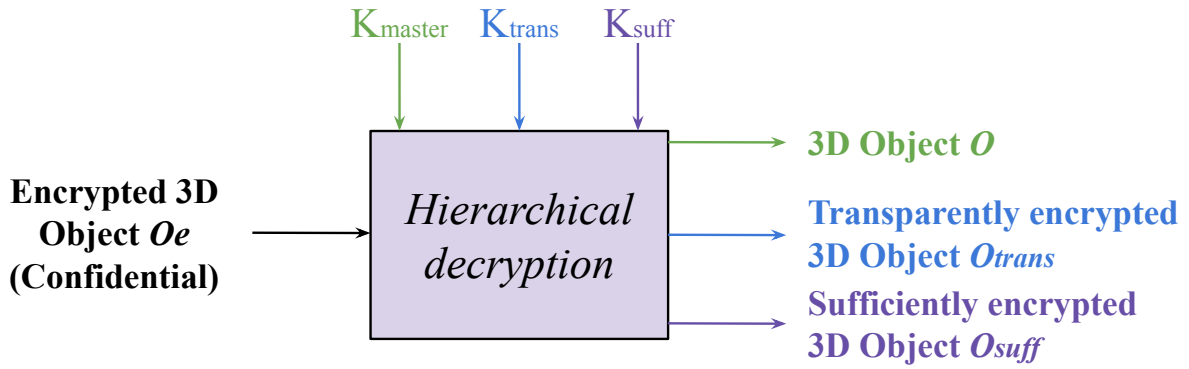 Kmaster Ktrans Ksuff
Encrypted 3D
Object Oe
(Confidential)
Hierarchical
decryption
3D Object O
Transparently encrypted
3D Object Otrans
Sufficiently encrypted
3D Object Osuff